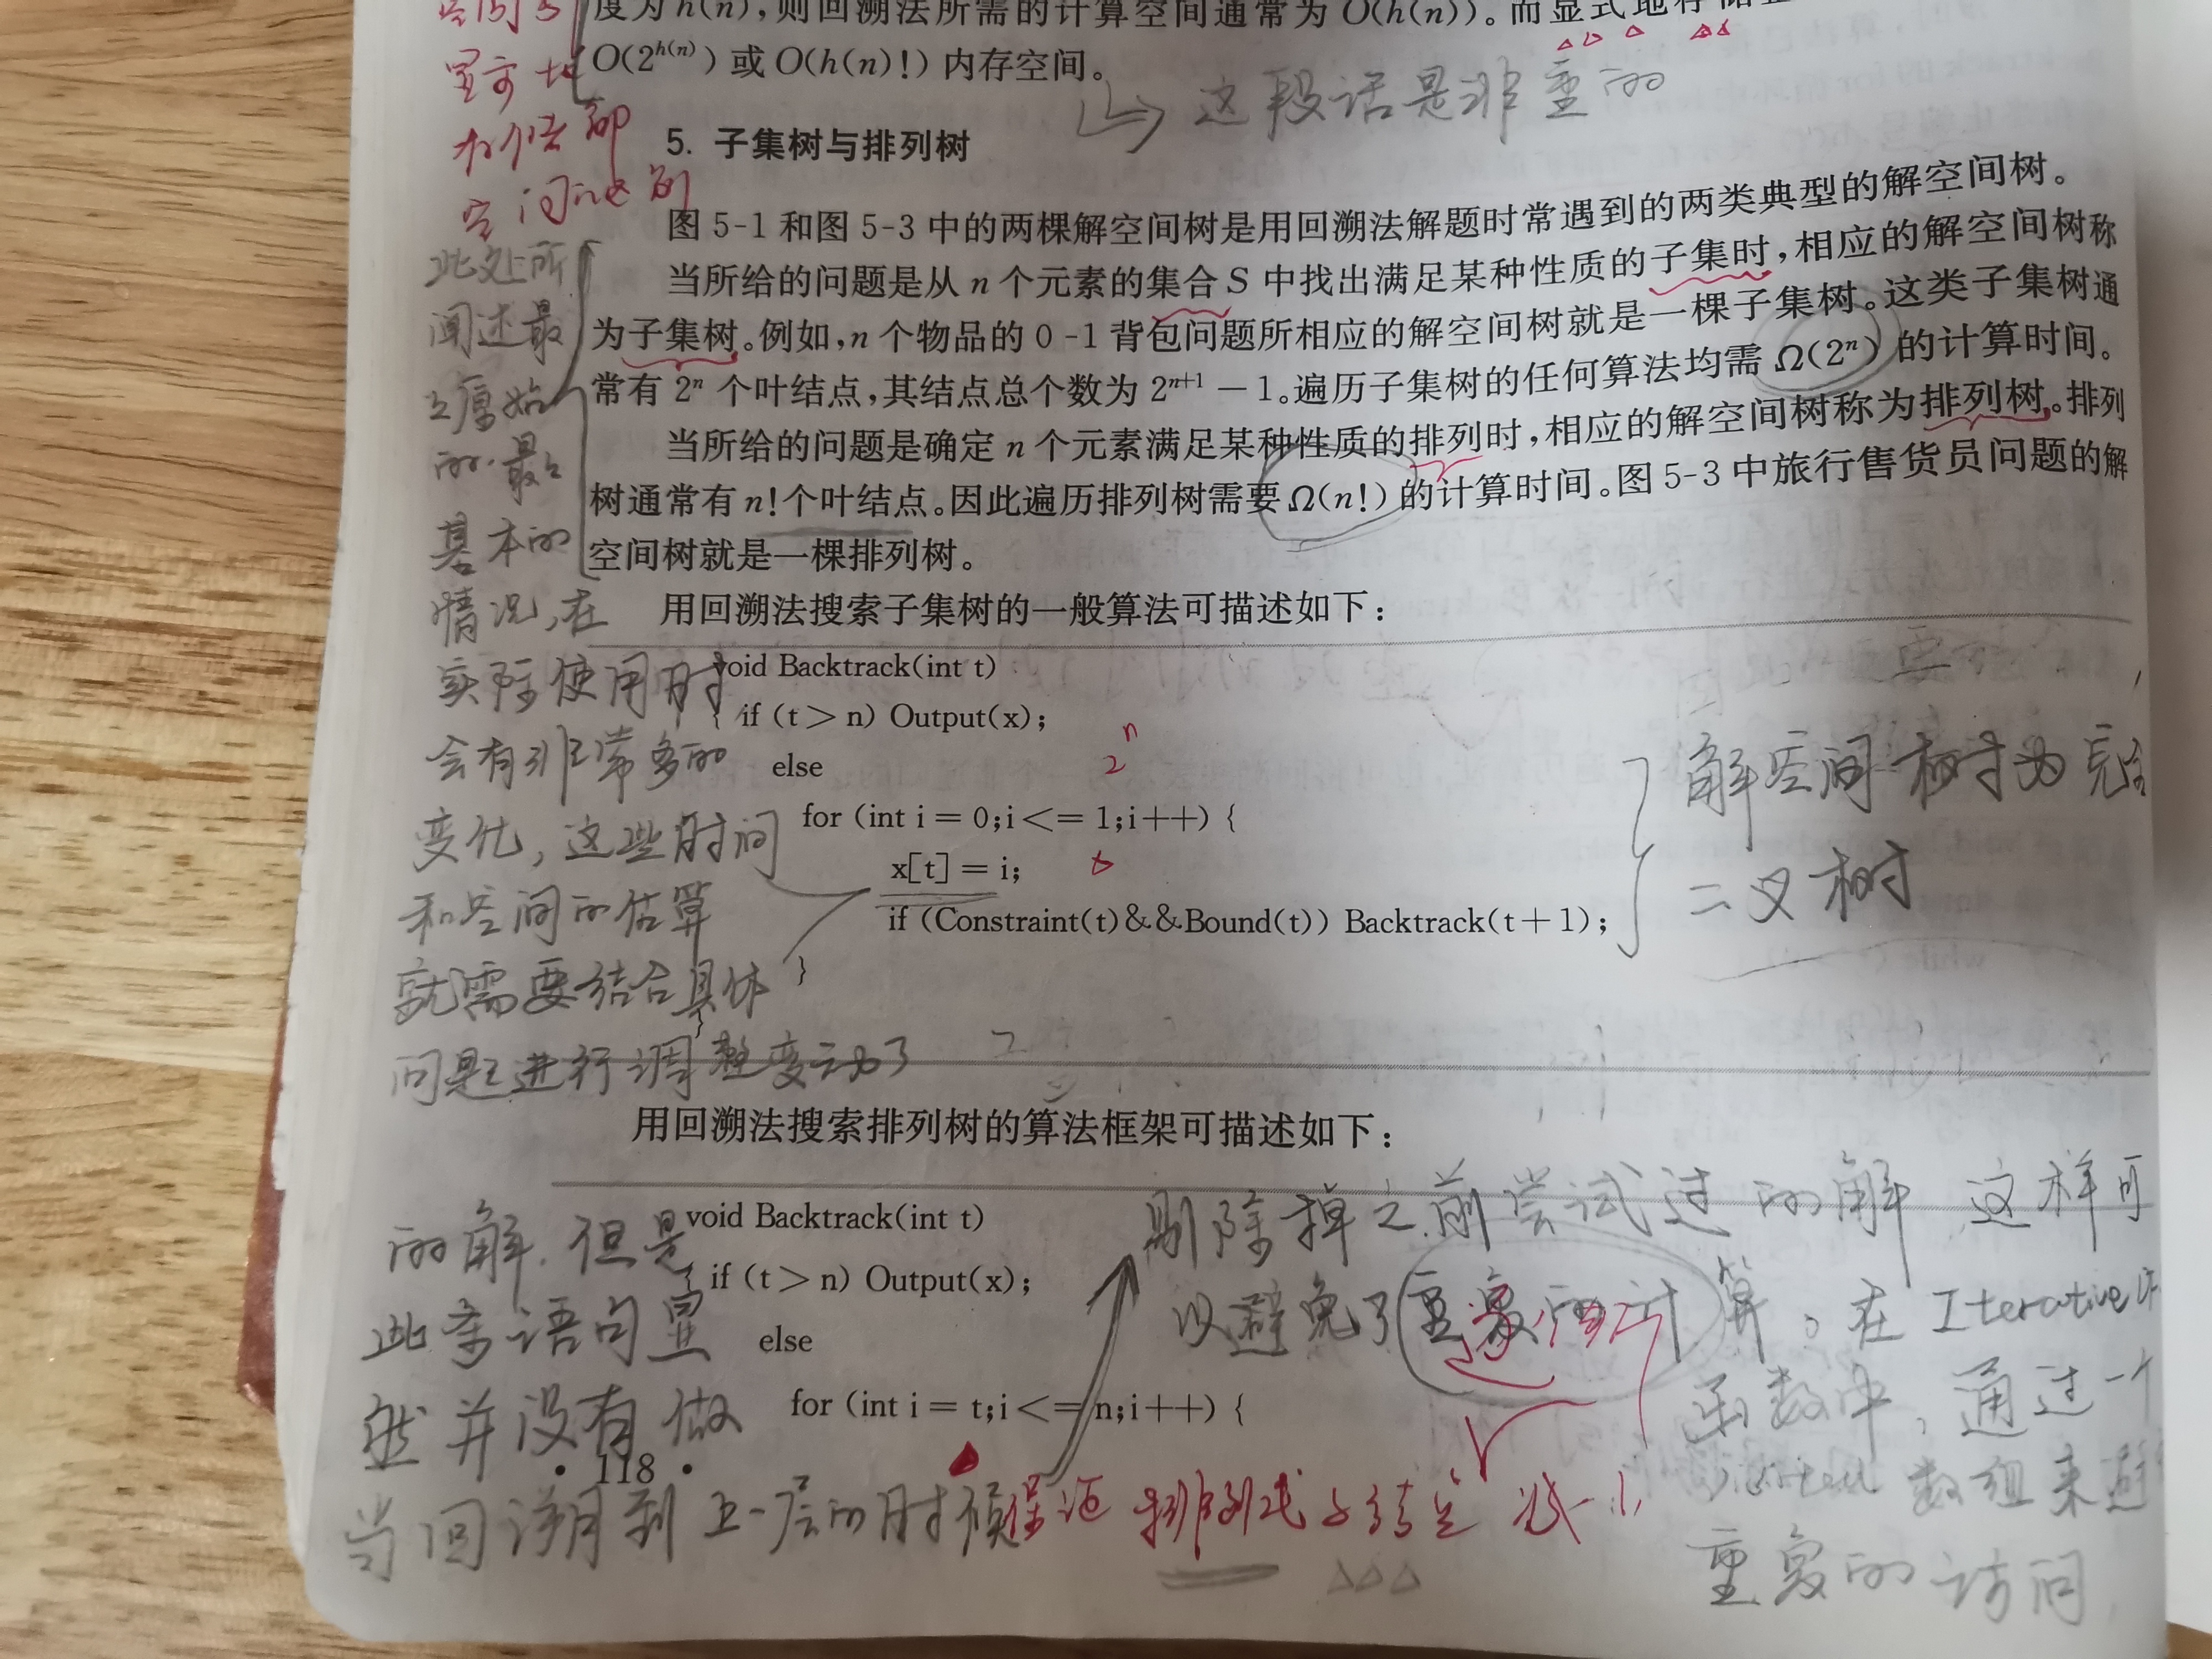 度为 h(n),则回溯法所需的计算空间通常为 O(h(n))。而显式地存储
O(2^h(n)) 或 O(h(n)!) 内存空间。
这段话是非重的
5. 子集树与排列树
图 5-1 和图 5-3 中的两棵解空间树是用回溯法解题时常遇到的两类典型的解空间树。
当所给的问题是从 n 个元素的集合 S 中找出满足某种性质的子集时,相应的解空间树称
为子集树。例如,n 个物品的 0-1 背包问题所相应的解空间树就是一棵子集树。这类子集树通
常有 2^n 个叶结点,其结点总个数为 2^n+1 −1。遍历子集树的任何算法均需 Ω(2^n) 的计算时间。
当所给的问题是确定 n 个元素满足某种性质的排列时,相应的解空间树称为排列树。排列
树通常有 n! 个叶结点。因此遍历排列树需要 Ω(n!) 的计算时间。图 5-3 中旅行售货员问题的解
空间树就是一棵排列树。
用回溯法搜索子集树的一般算法可描述如下:
void Backtrack(int t)
{ if (t > n) Output(x);
else
2^n
for (int i = 0;i <= 1;i++) {
x[t] = i;
if (Constraint(t)&&Bound(t)) Backtrack(t+1);
}
}
解空间树为完全
二叉树
此处所
阐述最
原始
的最
基本的
情况,在
实际使用时
会有非常多的
变化,这些时间
和空间的估算
就需要结合具体
问题进行调整变动了
用回溯法搜索排列树的算法框架可描述如下:
void Backtrack(int t)
{ if (t > n) Output(x);
else
for (int i = t;i <= n;i++) {
剔除掉之前尝试过的解 这样可
以避免了重复的计算。在 Iterative
函数中,通过一个
数组来避
重复的访问
的解. 但是
此条语句显
然并没有做
当回溯到上一层的时候
保证 排列式子结点 减小
• 118 •